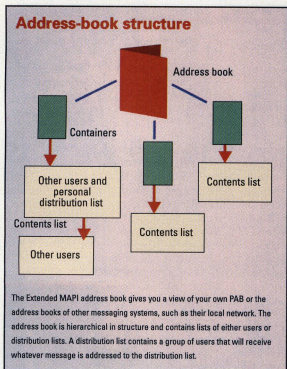 Address-book structure
Address book
Containers
Other users and
personal
distribution list
Contents list
Contents list
Contents list
Other users
The Extended MAPI address book gives you a view of your own PAB or the
address books of other messaging systems, such as their local network. The
address book is hierarchical in structure and contains lists of either users or
distribution lists. A distribution list contains a group of users that will receive
whatever message is addressed to the distribution list.